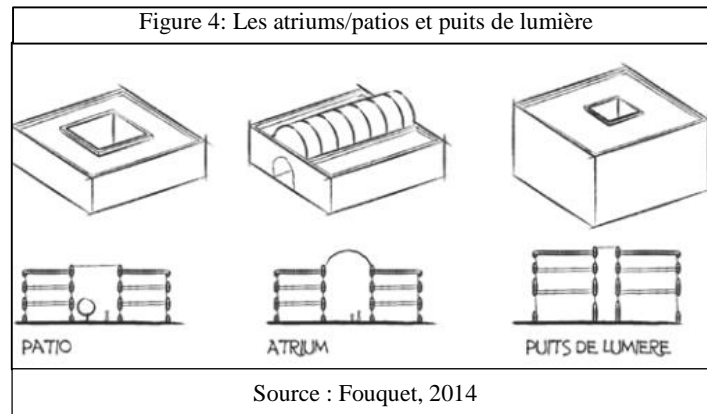 Figure 4: Les atriums/patios et puits de lumière
PATIO
ATRIUM
PUITS DE LUMIERE
Source : Fouquet, 2014